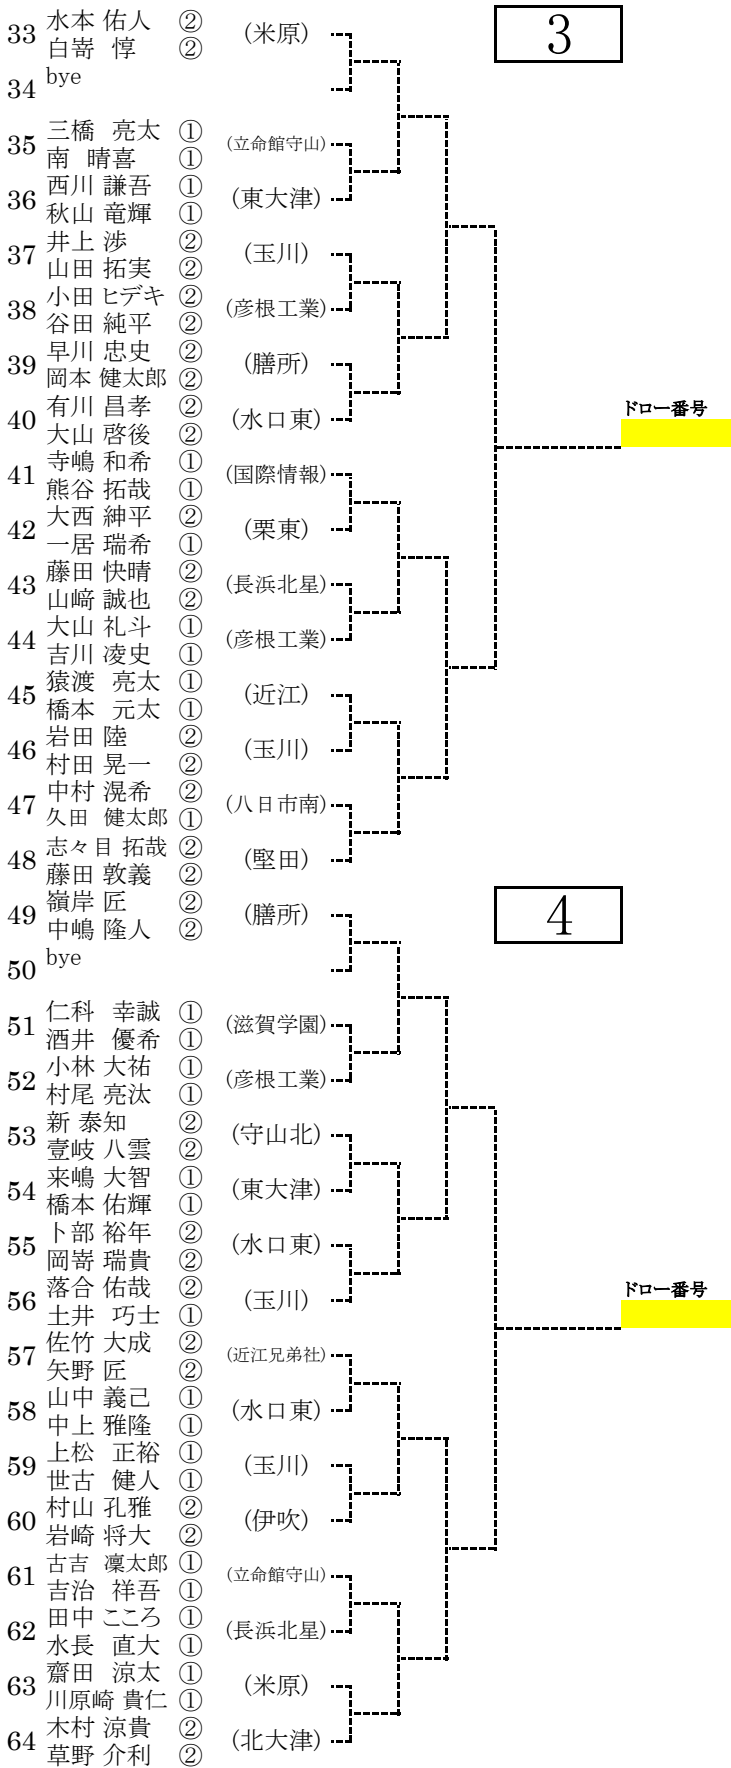 3
33 水本 佑人 ② (米原)
白嵜 惇 ②
34 bye
35 三橋 亮太 ① (立命館守山)
南 晴喜 ①
36 西川 謙吾 ① (東大津)
秋山 竜輝 ①
37 井上 渉 ② (玉川)
山田 拓実 ②
38 小田 ヒデキ ② (彦根工業)
谷田 純平 ②
39 早川 忠史 ② (膳所)
岡本 健太郎 ②
40 有川 昌孝 ② (水口東)
大山 啓後 ②
ドロー番号
41 寺嶋 和希 ① (国際情報)
熊谷 拓哉 ①
42 大西 紳平 ② (栗東)
一居 瑞希 ①
43 藤田 快晴 ② (長浜北星)
山﨑 誠也 ②
44 大山 礼斗 ① (彦根工業)
吉川 凌史 ①
45 猿渡 亮太 ① (近江)
橋本 元太 ①
46 岩田 陸 ② (玉川)
村田 晃一 ②
47 中村 滉希 ② (八日市南)
久田 健太郎 ①
48 志々目 拓哉 ② (堅田)
藤田 敦義 ②
4
49 嶺岸 匠 ② (膳所)
中嶋 隆人 ②
50 bye
51 仁科 幸誠 ① (滋賀学園)
酒井 優希 ①
52 小林 大祐 ① (彦根工業)
村尾 亮汰 ①
53 新 泰知 ② (守山北)
壹岐 八雲 ②
54 来嶋 大智 ① (東大津)
橋本 佑輝 ①
55 卜部 裕年 ② (水口東)
岡嵜 瑞貴 ②
56 落合 佑哉 ② (玉川)
土井 巧士 ①
ドロー番号
57 佐竹 大成 ② (近江兄弟社)
矢野 匠 ②
58 山中 義己 ① (水口東)
中上 雅隆 ①
59 上松 正裕 ① (玉川)
世古 健人 ①
60 村山 孔雅 ② (伊吹)
岩崎 将大 ②
61 古吉 凜太郎 ① (立命館守山)
吉治 祥吾 ①
62 田中 こころ ① (長浜北星)
水長 直大 ①
63 齋田 涼太 ① (米原)
川原崎 貴仁 ①
64 木村 涼貴 ② (北大津)
草野 介利 ②